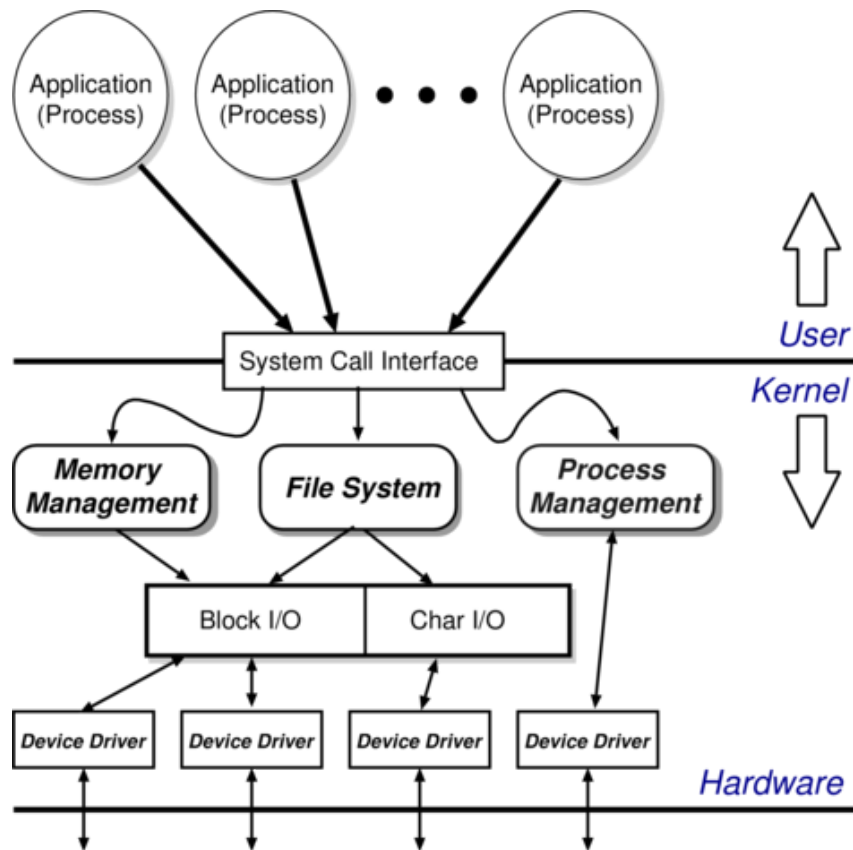 Application
(Process)
Application
(Process)
Application
(Process)
User
System Call Interface
Kernel
Memory
Management
File System
Process
Management
Block I/O
Char I/O
Device Driver
Device Driver
Device Driver
Device Driver
Hardware